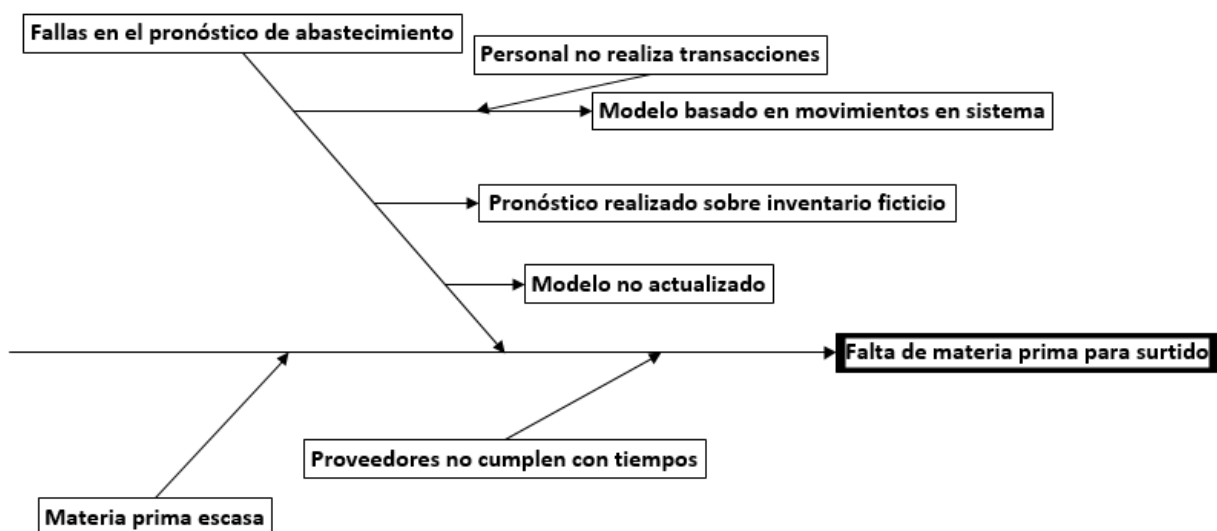 Fallas en el pronóstico de abastecimiento
Personal no realiza transacciones
Modelo basado en movimientos en sistema
Pronóstico realizado sobre inventario ficticio
Modelo no actualizado
Falta de materia prima para surtido
Proveedores no cumplen con tiempos
Materia prima escasa